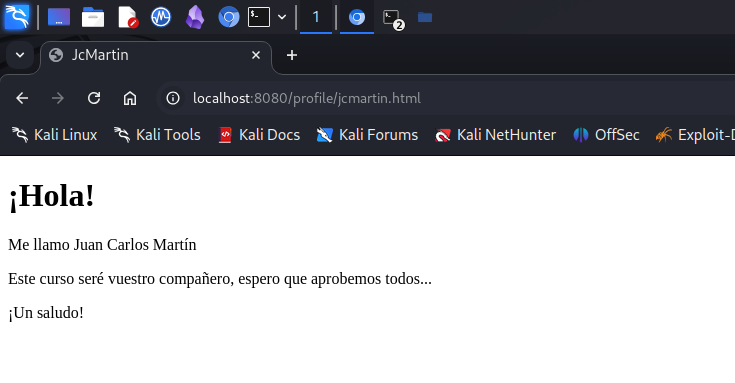 1
2
JcMartin
localhost:8080/profile/jcmartin.html
Kali Linux Kali Tools Kali Docs Kali Forums Kali NetHunter OffSec Exploit-D
¡Hola!
Me llamo Juan Carlos Martín
Este curso seré vuestro compañero, espero que aprobemos todos...
¡Un saludo!